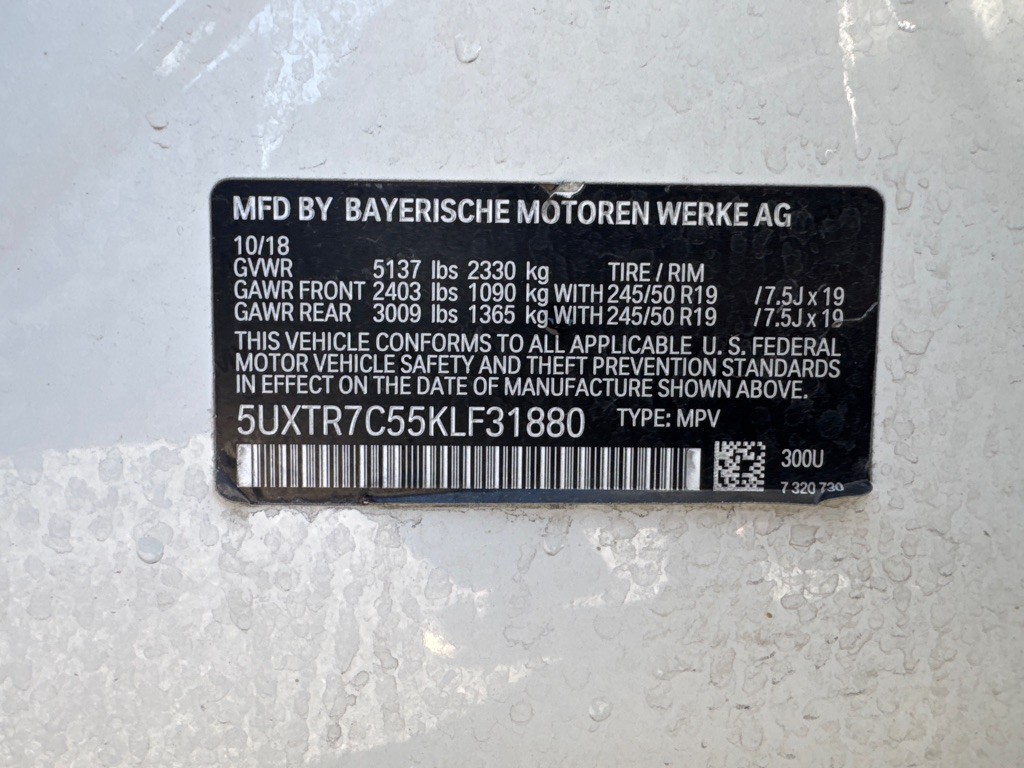 MFD BY BAYERISCHE MOTOREN WERKE AG
10/18
GVWR 5137 lbs 2330 kg TIRE / RIM
GAWR FRONT 2403 lbs 1090 kg WITH 245/50 R19 /7.5J x 19
GAWR REAR 3009 lbs 1365 kg WITH 245/50 R19 /7.5J x 19
THIS VEHICLE CONFORMS TO ALL APPLICABLE U. S. FEDERAL
MOTOR VEHICLE SAFETY AND THEFT PREVENTION STANDARDS
IN EFFECT ON THE DATE OF MANUFACTURE SHOWN ABOVE.
5UXTR7C55KLF31880 TYPE: MPV
300U
7 320 730